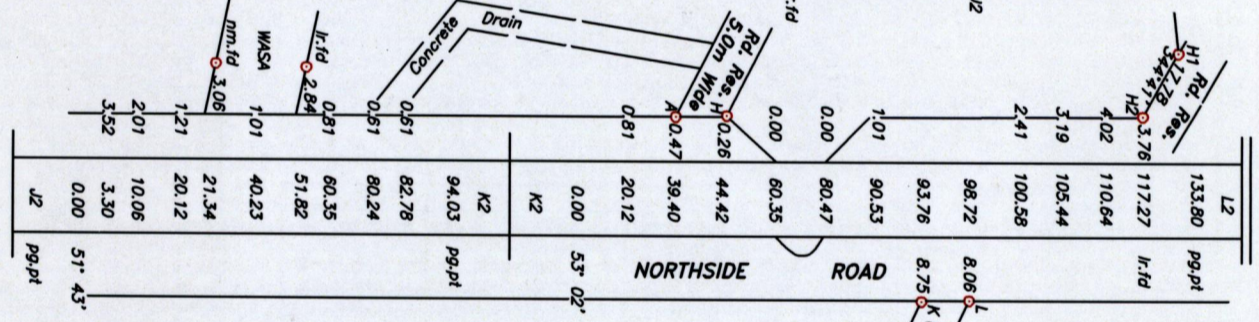 :.fd
V2
nm.fd
WASA
Ir.fd
Concrete
Drain
Rd. Res.
5.0m Wide
H1
17.78
344°41'
H2
Rd. Res.
3.06
2.84
A
H
3.52
2.01
1.21
1.01
0.81
0.61
0.51
0.81
0.47
0.26
0.00
0.00
1.01
2.41
3.19
4.02
3.76
J2
0.00
3.30
10.06
20.12
21.34
40.23
51.82
60.35
80.24
82.78
94.03
K2
K2
0.00
20.12
39.40
44.42
60.35
80.47
90.53
93.76
98.72
100.58
105.44
110.64
117.27
133.80
L2
pg.pt
51° 43'
pg.pt
53° 02'
NORTHSIDE ROAD
8.75
K
8.06
L
Ir.fd
pg.pt